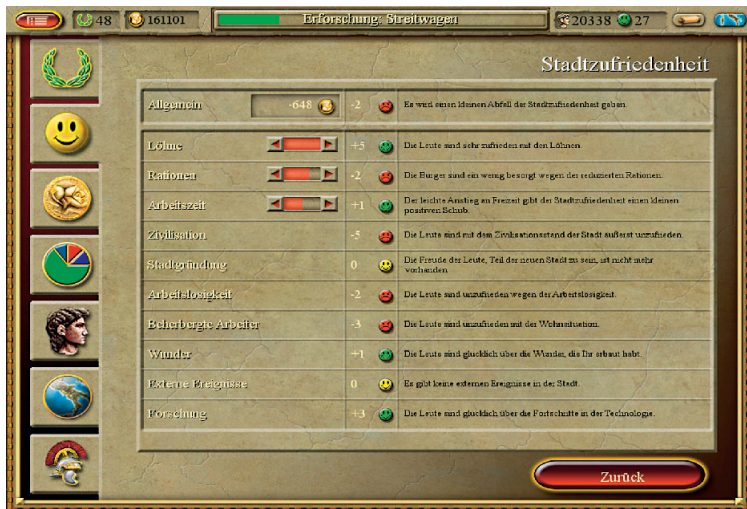 48 161101 Erforschung: Streitwagen 20338 27
Stadtzufriedenheit
Allgemein -648 -2 Es wird einen kleinen Abfall der Stadtzufriedenheit geben.
Löhne +5 Die Leute sind sehr zufrieden mit den Löhnen
Rationen -2 Die Burger sind ein wenig besorgt wegen der reduzierten Rationen.
Arbeitszeit +1 Der leichte Anstieg an Freizeit gibt der Stadtzufriedenheit einen kleinen
positiven Schub.
Zivilisation -5 Die Leute sind mit dem Zivilisationsstand der Stadt äußerst unzufrieden.
Stadtgründung 0 Die Freude der Leute, Teil der neuen Stadt zu sein, ist nicht mehr
vorhanden
Arbeitslosigkeit -2 Die Leute sind unzufrieden wegen der Arbeitslosigkeit.
Beherbergte Arbeiter -3 Die Leute sind unzufrieden mit der Wohnsituation.
Wunder +1 Die Leute sind glucklich über die Wunder, die Ihr erbaut habt.
Externe Ereignisse 0 Es gibt keine externen Ereignisse in der Stadt.
Forschung +3 Die Leute sind glucklich über die Fortschritte in der Technologie.
Zurück